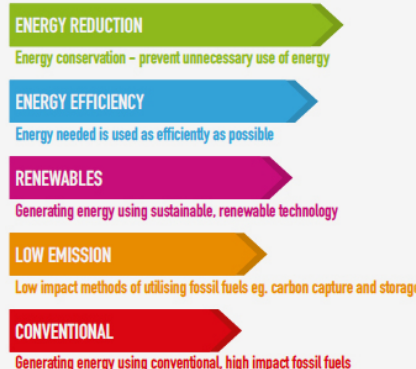 ENERGY REDUCTION
Energy conservation – prevent unnecessary use of energy
ENERGY EFFICIENCY
Energy needed is used as efficiently as possible
RENEWABLES
Generating energy using sustainable, renewable technology
LOW EMISSION
Low impact methods of utilising fossil fuels eg. carbon capture and storage
CONVENTIONAL
Generating energy using conventional, high impact fossil fuels